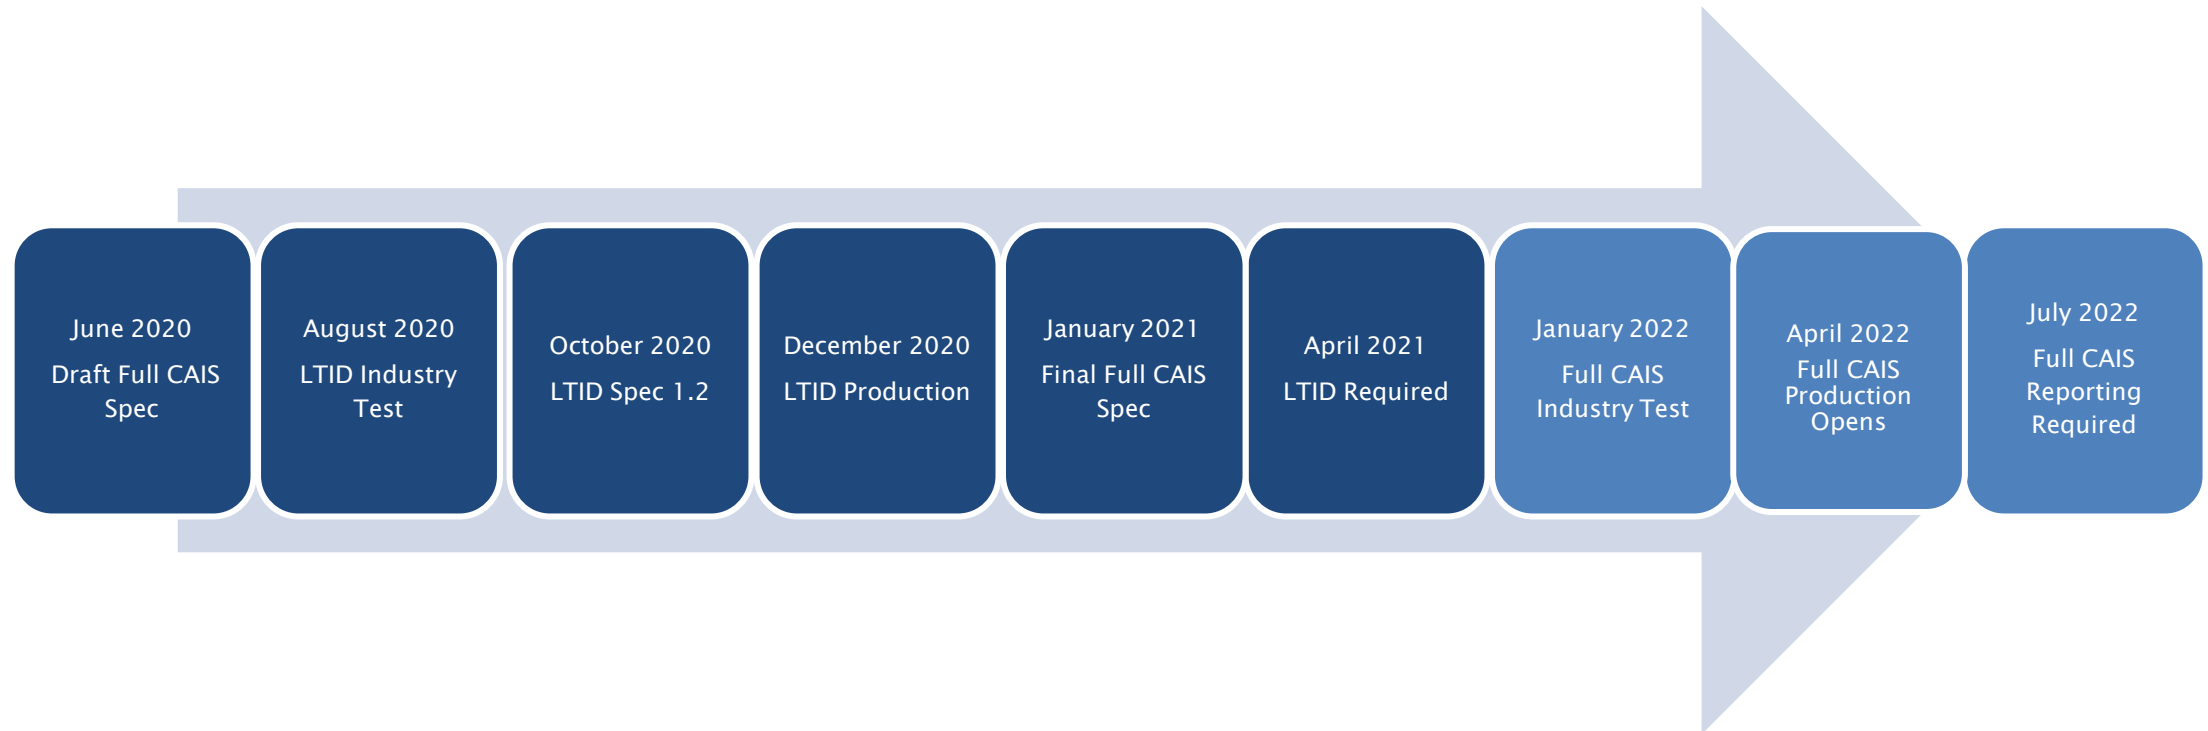 June 2020
Draft Full CAIS
Spec
August 2020
LTID Industry
Test
October 2020
LTID Spec 1.2
December 2020
LTID Production
January 2021
Final Full CAIS
Spec
April 2021
LTID Required
January 2022
Full CAIS
Industry Test
April 2022
Full CAIS
Production
Opens
July 2022
Full CAIS
Reporting
Required